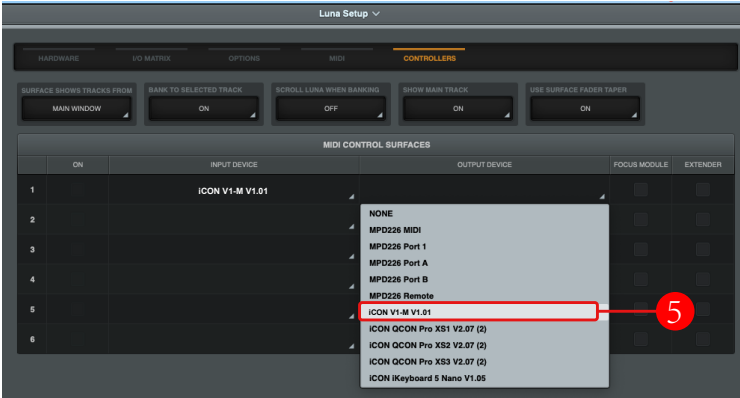 Luna Setup
HARDWARE I/O MATRIX OPTIONS MIDI CONTROLLERS
SURFACE SHOWS TRACKS FROM BANK TO SELECTED TRACK SCROLL LUNA WHEN BANKING SHOW MAIN TRACK USE SURFACE FADER TAPER
MAIN WINDOW ON OFF ON ON
MIDI CONTROL SURFACES
ON INPUT DEVICE OUTPUT DEVICE FOCUS MODULE EXTENDER
1 iCON V1-M V1.01
2
3
4
5
6
NONE
MPD226 MIDI
MPD226 Port 1
MPD226 Port A
MPD226 Port B
MPD226 Remote
iCON V1-M V1.01
iCON QCON Pro XS1 V2.07 (2)
iCON QCON Pro XS2 V2.07 (2)
iCON QCON Pro XS3 V2.07 (2)
iCON iKeyboard 5 Nano V1.05
5